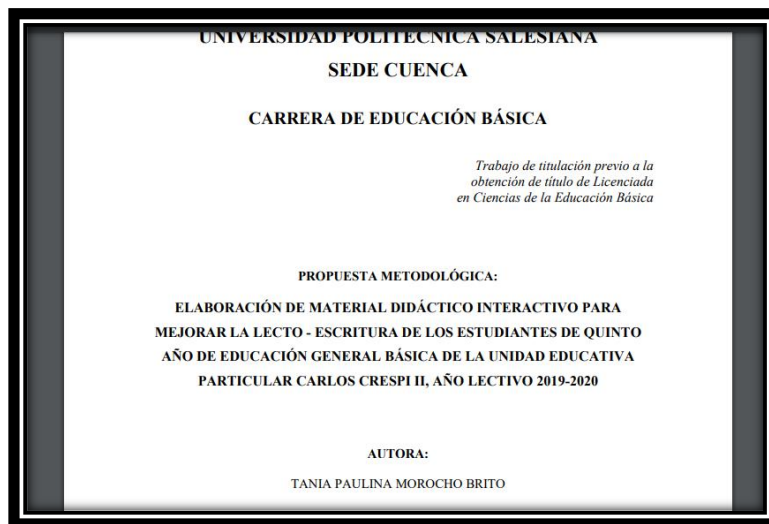 UNIVERSIDAD POLITÉCNICA SALESIANA
SEDE CUENCA
CARRERA DE EDUCACIÓN BÁSICA
Trabajo de titulación previo a la
obtención de título de Licenciada
en Ciencias de la Educación Básica
PROPUESTA METODOLÓGICA:
ELABORACIÓN DE MATERIAL DIDÁCTICO INTERACTIVO PARA
MEJORAR LA LECTO - ESCRITURA DE LOS ESTUDIANTES DE QUINTO
AÑO DE EDUCACIÓN GENERAL BÁSICA DE LA UNIDAD EDUCATIVA
PARTICULAR CARLOS CRESPI II, AÑO LECTIVO 2019-2020
AUTORA:
TANIA PAULINA MOROCHO BRITO